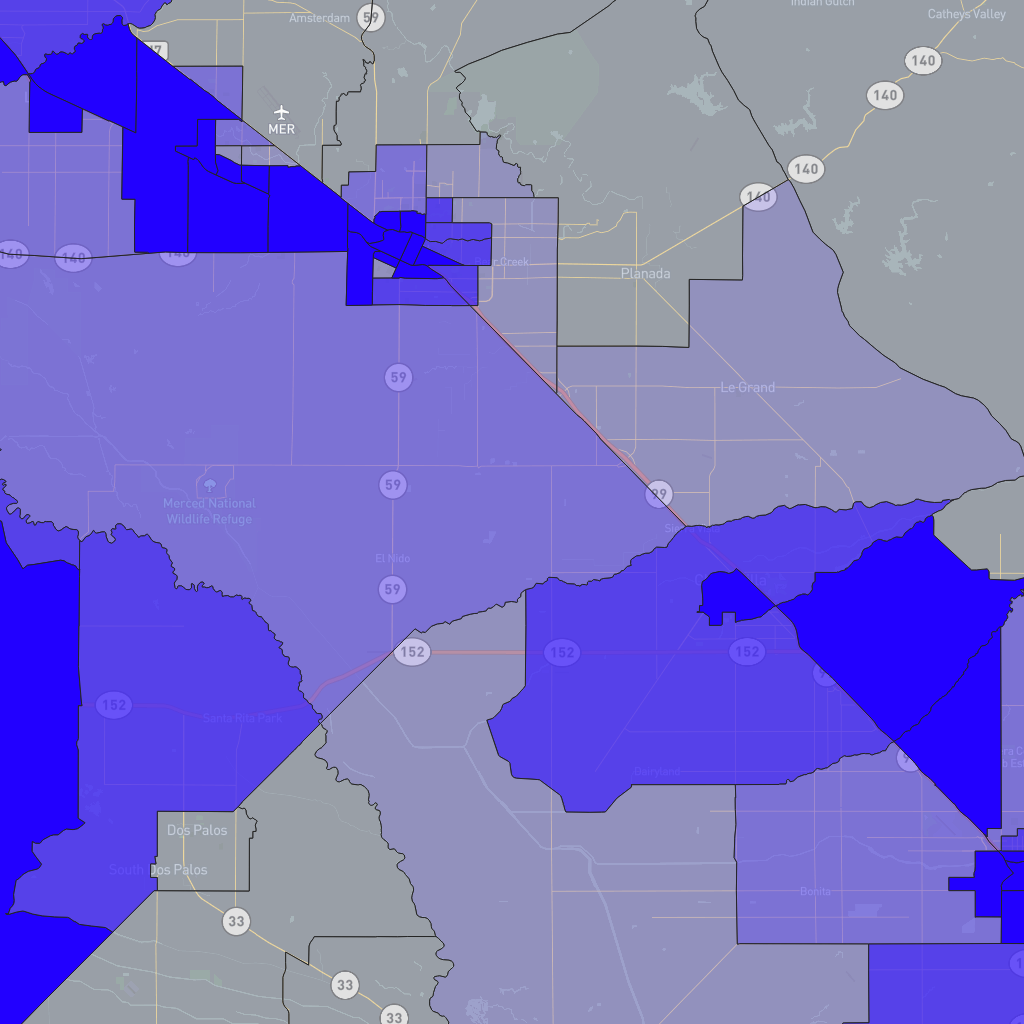 Indian Gulch
Catheys Valley
Amsterdam
59
140
140
MER
140
140
140
140
140
Bear Creek
Planada
59
Le Grand
59
99
Merced National
Wildlife Refuge
El Nido
59
152
152
152
152
Santa Rita Park
Dairyland
Dos Palos
South Dos Palos
Bonita
33
33
33